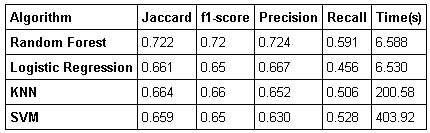 Algorithm Jaccard f1-score Precision Recall Time(s)
Random Forest 0.722 0.72 0.724 0.591 6.588
Logistic Regression 0.661 0.65 0.667 0.456 6.530
KNN 0.664 0.66 0.652 0.506 200.58
SVM 0.659 0.65 0.630 0.528 403.92